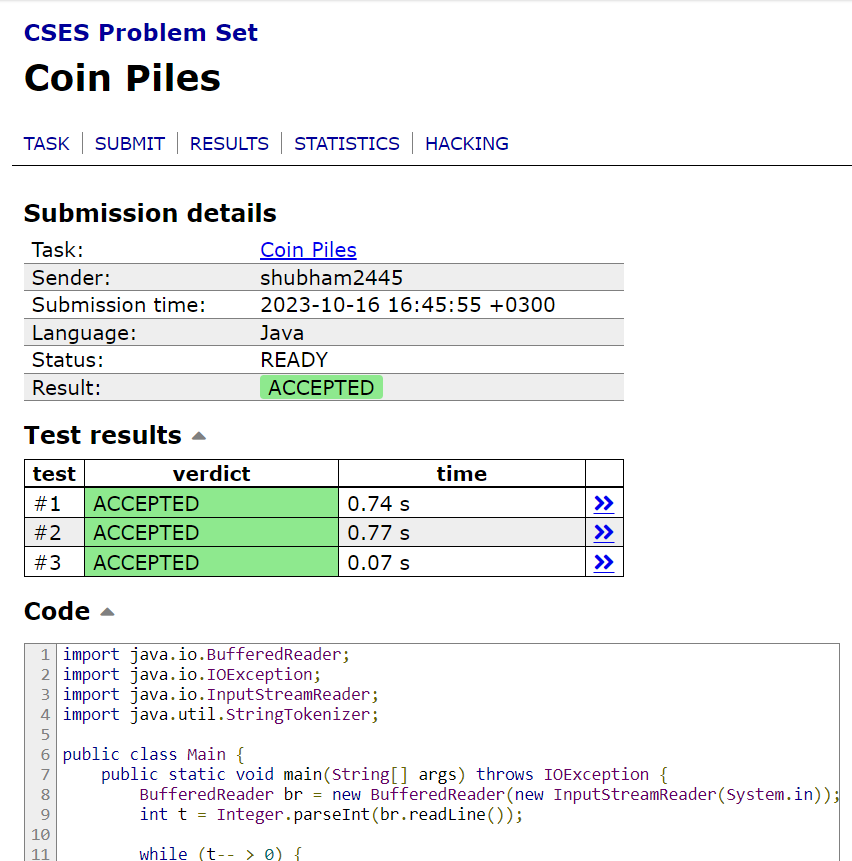 CSES Problem Set
Coin Piles
TASK | SUBMIT | RESULTS | STATISTICS | HACKING
Submission details
Task: Coin Piles
Sender: shubham2445
Submission time: 2023-10-16 16:45:55 +0300
Language: Java
Status: READY
Result: ACCEPTED
Test results
test verdict time
#1 ACCEPTED 0.74 s »
#2 ACCEPTED 0.77 s »
#3 ACCEPTED 0.07 s »
Code
1 import java.io.BufferedReader;
2 import java.io.IOException;
3 import java.io.InputStreamReader;
4 import java.util.StringTokenizer;
5
6 public class Main {
7     public static void main(String[] args) throws IOException {
8         BufferedReader br = new BufferedReader(new InputStreamReader(System.in));
9         int t = Integer.parseInt(br.readLine());
10
11         while (t-- > 0) {